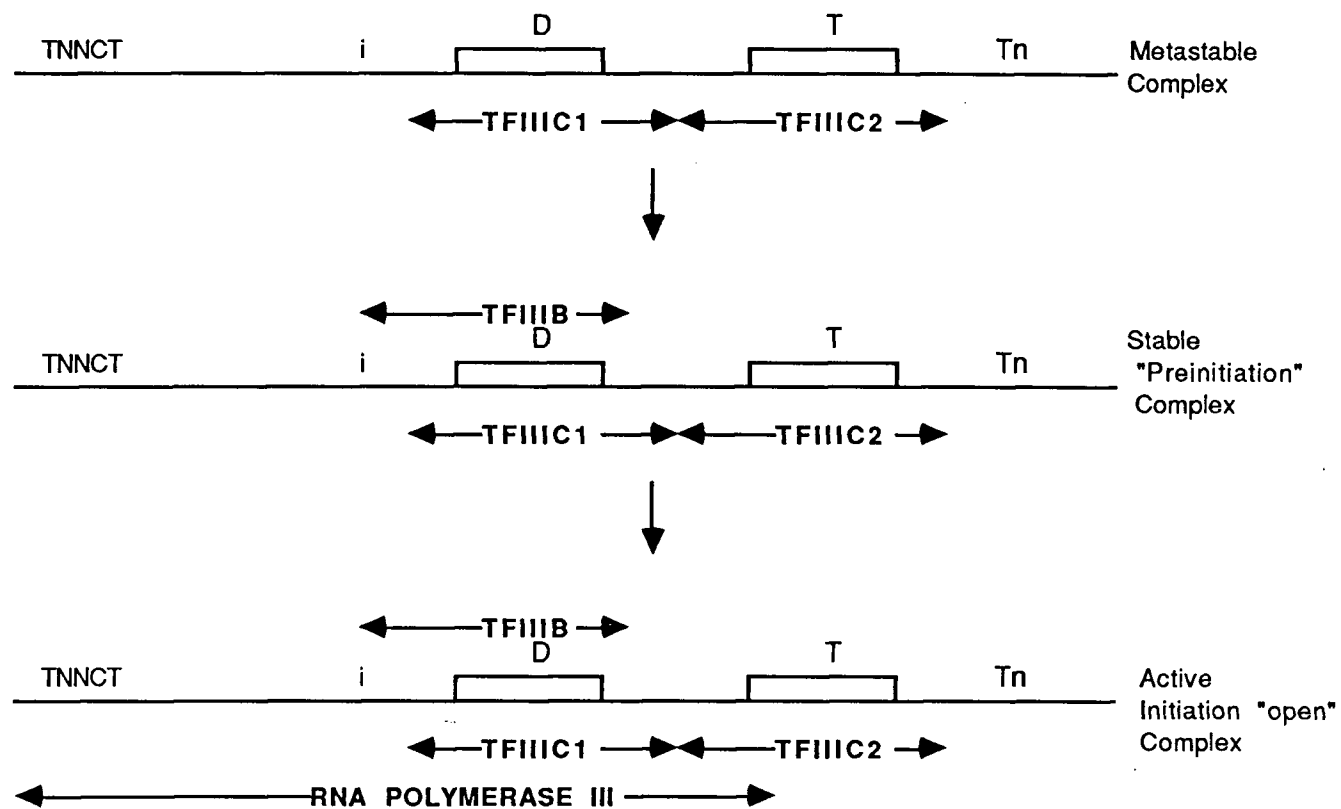 D T
TNNCT i Tn Metastable
Complex
TFIIIC1 TFIIIC2
TFIIIB
D T Stable
TNNCT i Tn "Preinitiation"
Complex
TFIIIC1 TFIIIC2
TFIIIB
D T
TNNCT i Tn Active
Initiation "open"
TFIIIC1 TFIIIC2 Complex
RNA POLYMERASE III